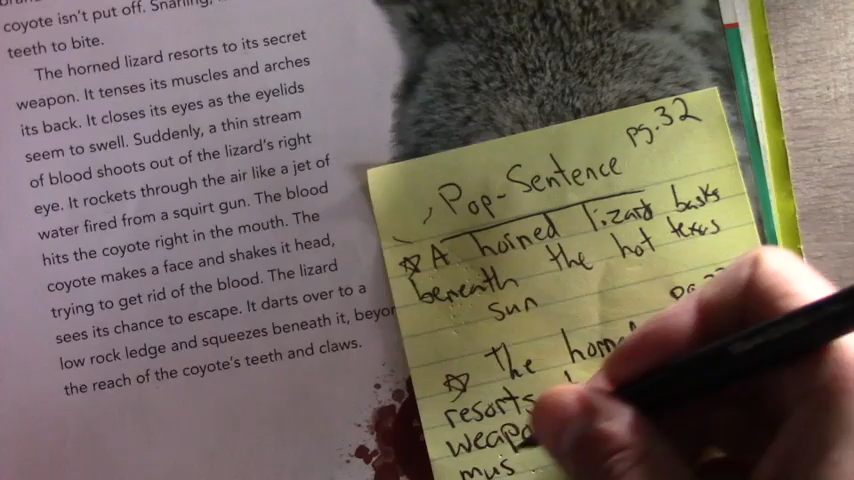 coyote isn't put off. Snarling,
teeth to bite.
The horned lizard resorts to its secret
weapon. It tenses its muscles and arches
its back. It closes its eyes as the eyelids
seem to swell. Suddenly, a thin stream
of blood shoots out of the lizard's right
eye. It rockets through the air like a jet of
water fired from a squirt gun. The blood
hits the coyote right in the mouth. The
coyote makes a face and shakes it head,
trying to get rid of the blood. The lizard
sees its chance to escape. It darts over to a
low rock ledge and squeezes beneath it,
the reach of the coyote's teeth and claws.
pg.32
Pop-Sentence
A horned lizard basks
beneath the hot texas
sun
The
resorts
mus